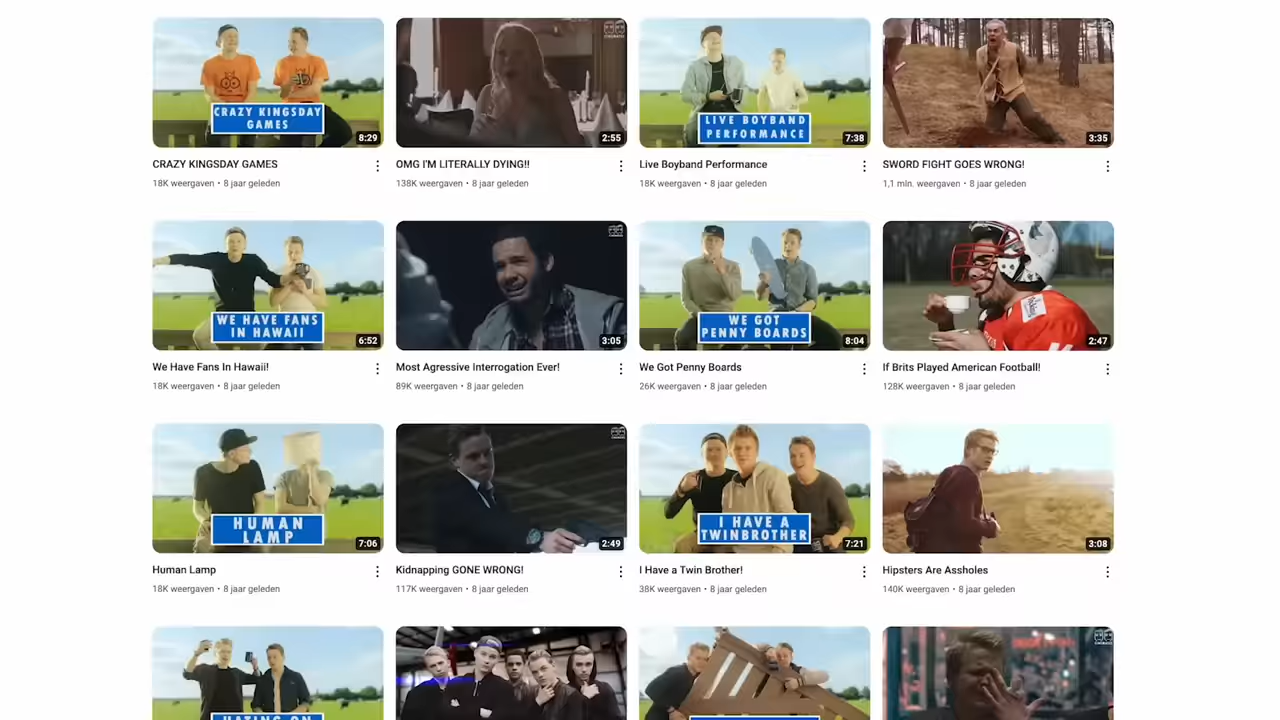 CRAZY KINGSDAY
GAMES
8:29
2:55
LIVE BOYBAND
PERFORMANCE
7:38
3:35
CRAZY KINGSDAY GAMES
OMG I'M LITERALLY DYING!!
Live Boyband Performance
SWORD FIGHT GOES WRONG!
18K weergaven • 8 jaar geleden
138K weergaven • 8 jaar geleden
18K weergaven • 8 jaar geleden
1,1 mln. weergaven • 8 jaar geleden
WE HAVE FANS
IN HAWAII
6:52
3:05
WE GOT
PENNY BOARDS
8:04
2:47
We Have Fans In Hawaii!
Most Agressive Interrogation Ever!
We Got Penny Boards
If Brits Played American Football!
18K weergaven • 8 jaar geleden
89K weergaven • 8 jaar geleden
26K weergaven • 8 jaar geleden
128K weergaven • 8 jaar geleden
HUMAN
LAMP
7:06
2:49
I HAVE A
TWINBROTHER
7:21
3:08
Human Lamp
Kidnapping GONE WRONG!
I Have a Twin Brother!
Hipsters Are Assholes
18K weergaven • 8 jaar geleden
117K weergaven • 8 jaar geleden
38K weergaven • 8 jaar geleden
140K weergaven • 8 jaar geleden
HATING ON